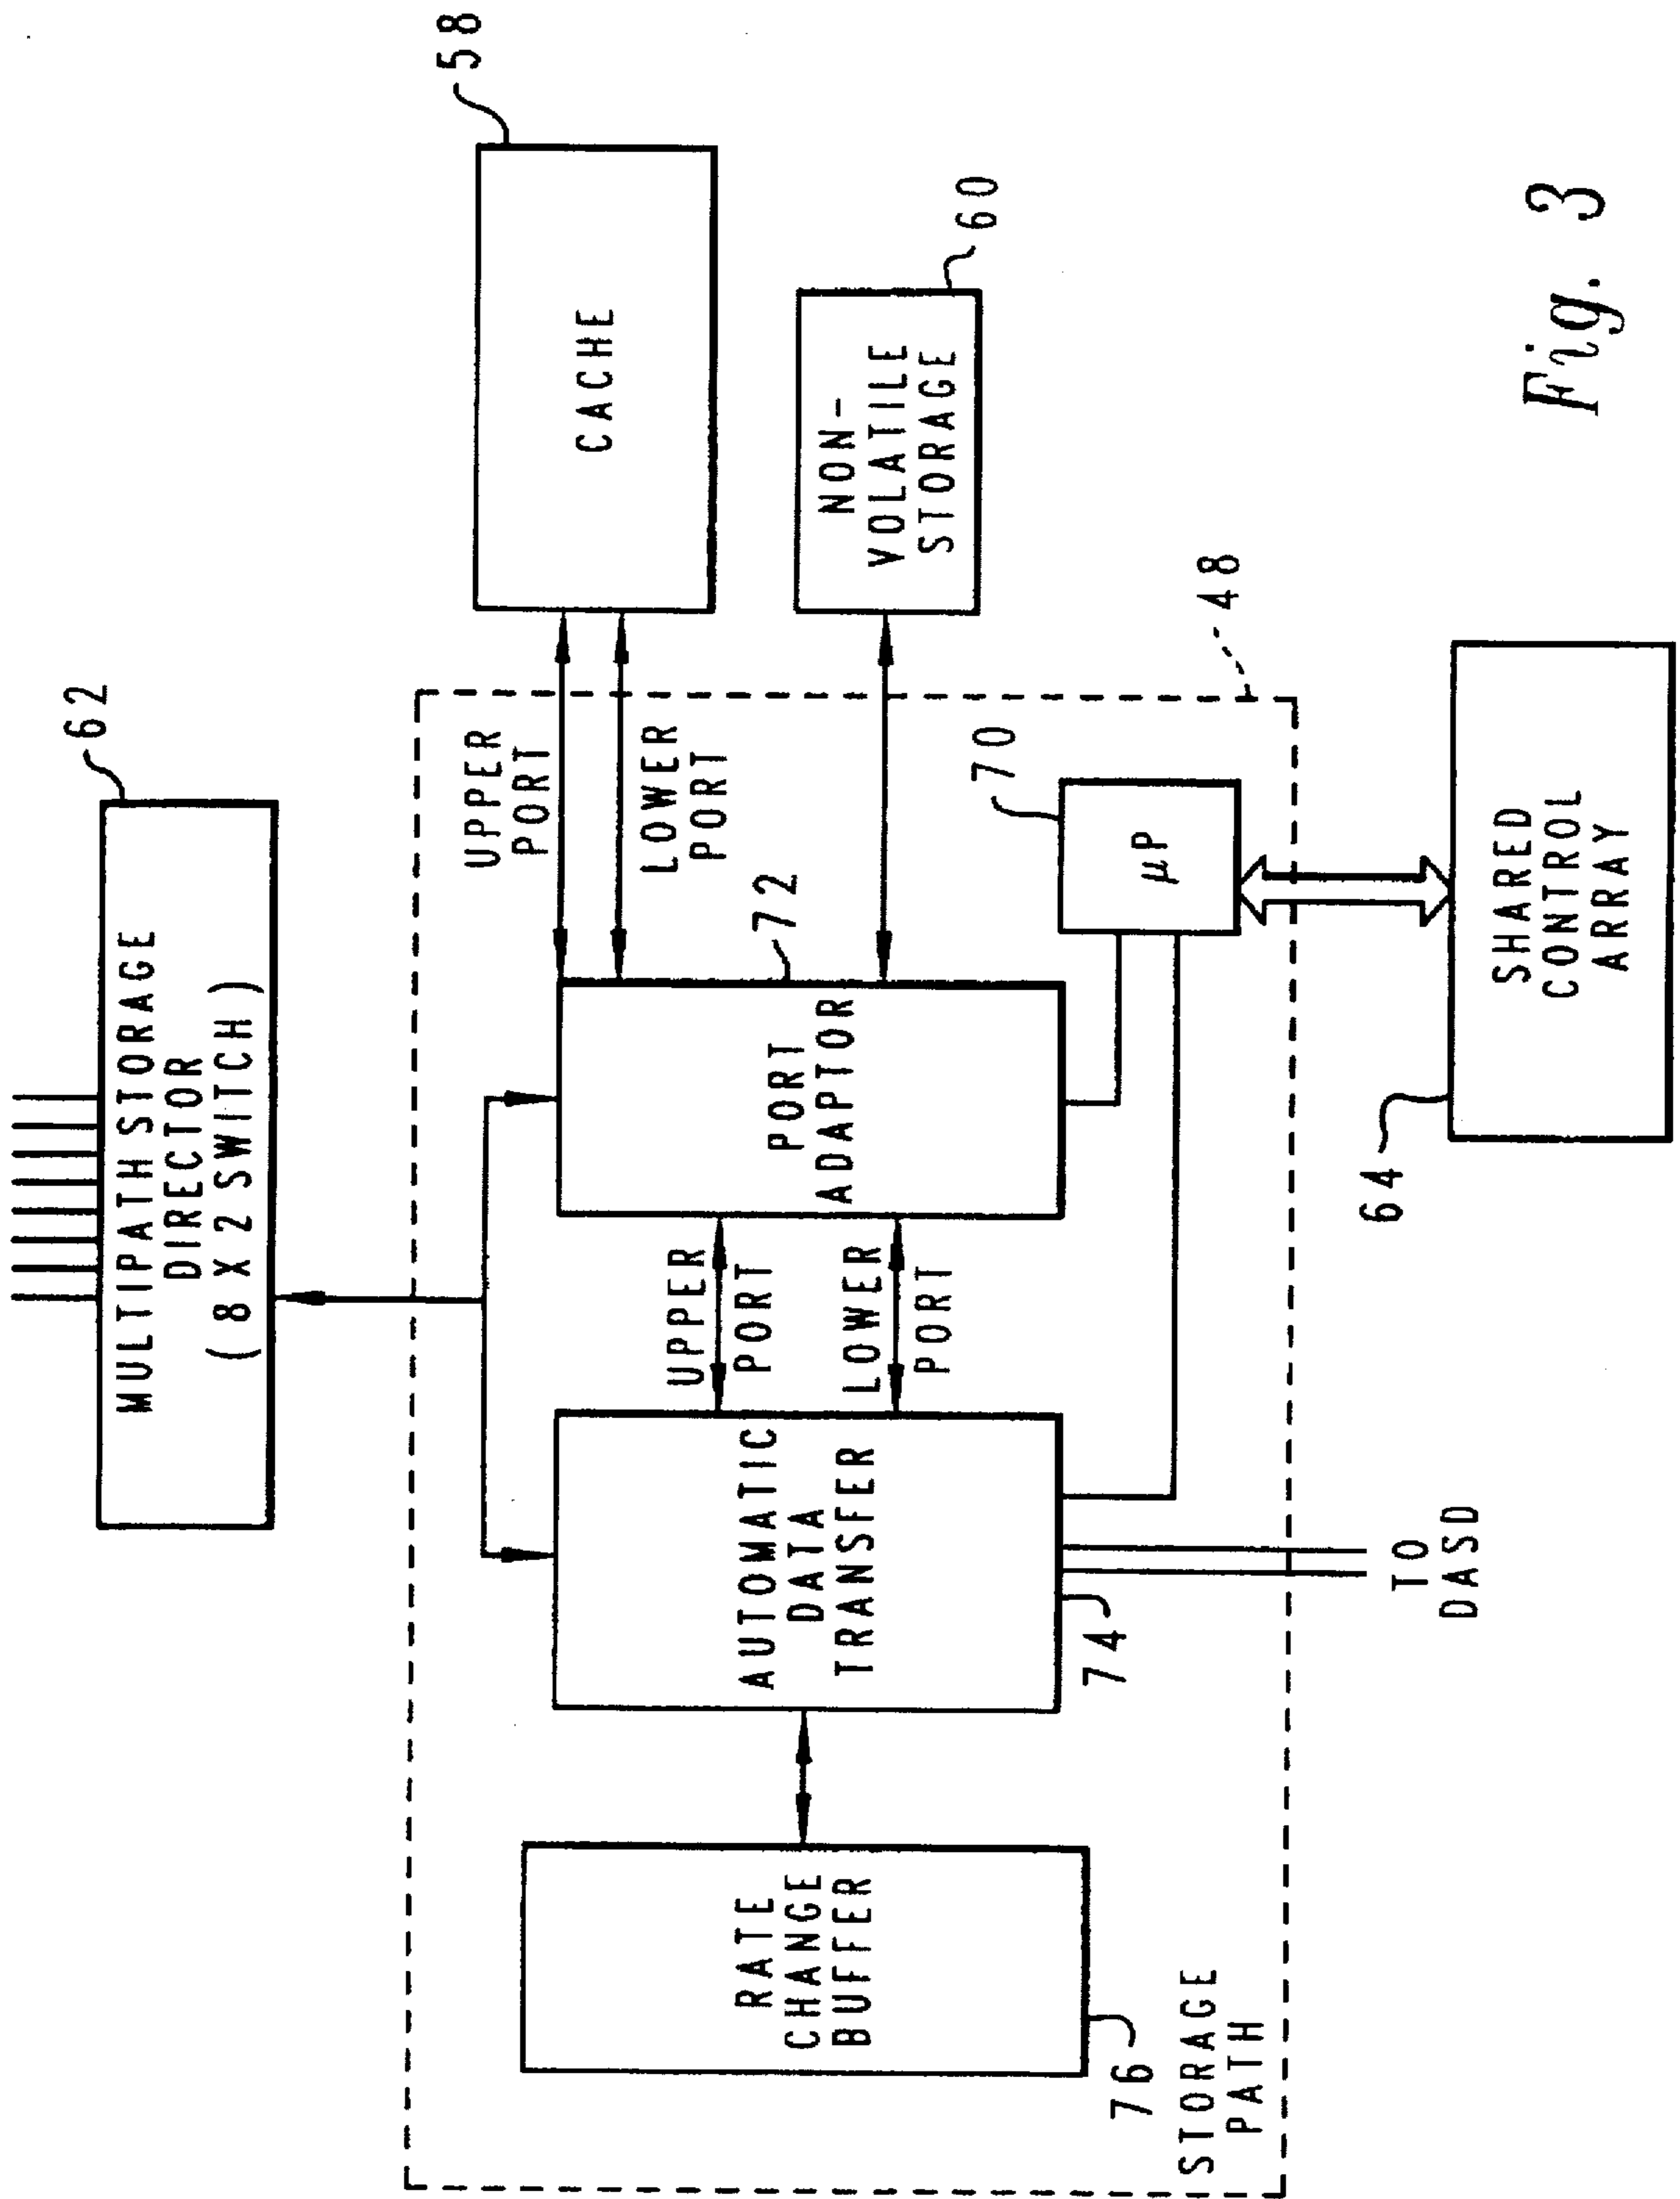 62
MULTIPATH STORAGE
DIRECTOR
( 8 X 2 SWITCH )
58
CACHE
UPPER
PORT
LOWER
PORT
60
NON-
VOLATILE
STORAGE
72
PORT
ADAPTOR
UPPER
PORT
LOWER
PORT
AUTOMATIC
DATA
TRANSFER
74
RATE
CHANGE
BUFFER
76
70
μP
48
STORAGE
PATH
TO
DASD
64
SHARED
CONTROL
ARRAY
Fig. 3